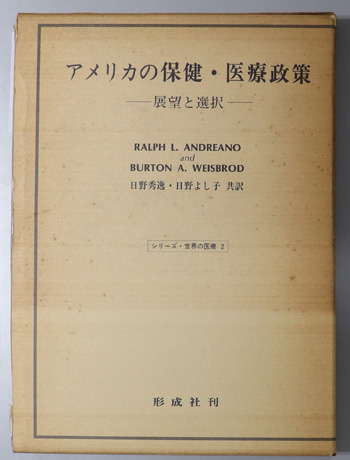 アメリカの保健・医療政策
―展望と選択―
RALPH L. ANDREANO
and
BURTON A. WEISBROD
日野秀逸・日野よし子 共訳
シリーズ・世界の医療 2
形成社刊